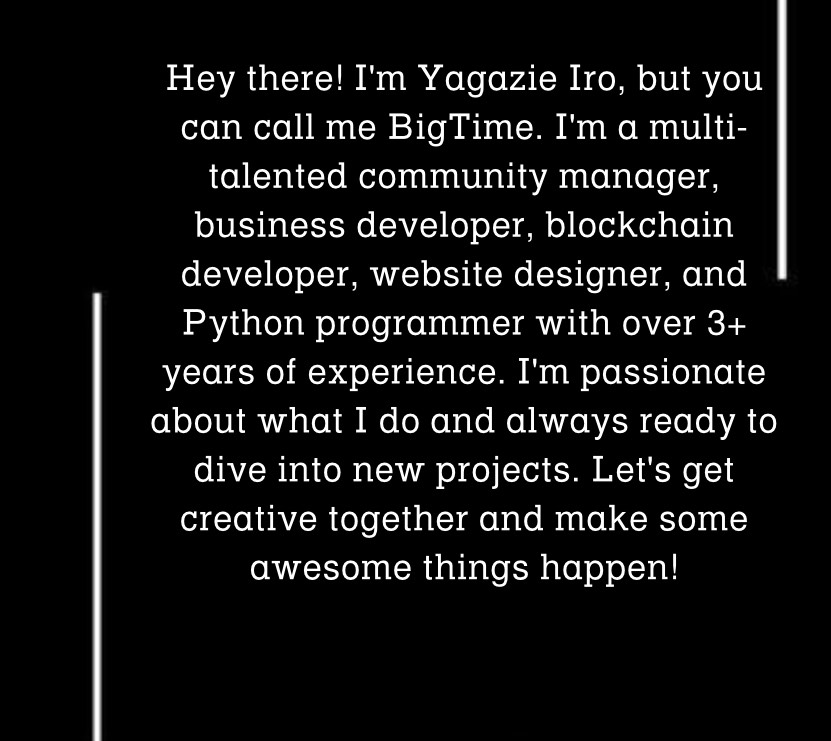 Hey there! I'm Yagazie Iro, but you
can call me BigTime. I'm a multi-
talented community manager,
business developer, blockchain
developer, website designer, and
Python programmer with over 3+
years of experience. I'm passionate
about what I do and always ready to
dive into new projects. Let's get
creative together and make some
awesome things happen!